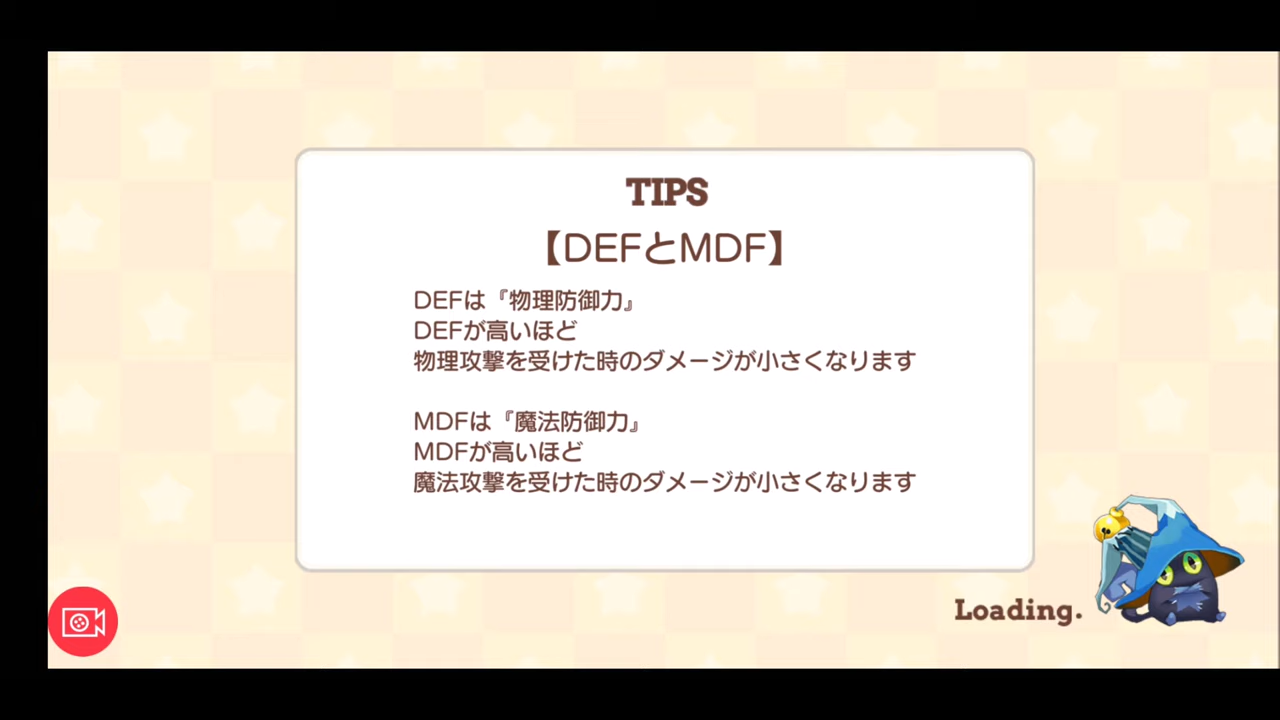 TIPS
【DEFとMDF】
DEFは『物理防御力』
DEFが高いほど
物理攻撃を受けた時のダメージが小さくなります
MDFは『魔法防御力』
MDFが高いほど
魔法攻撃を受けた時のダメージが小さくなります
Loading.